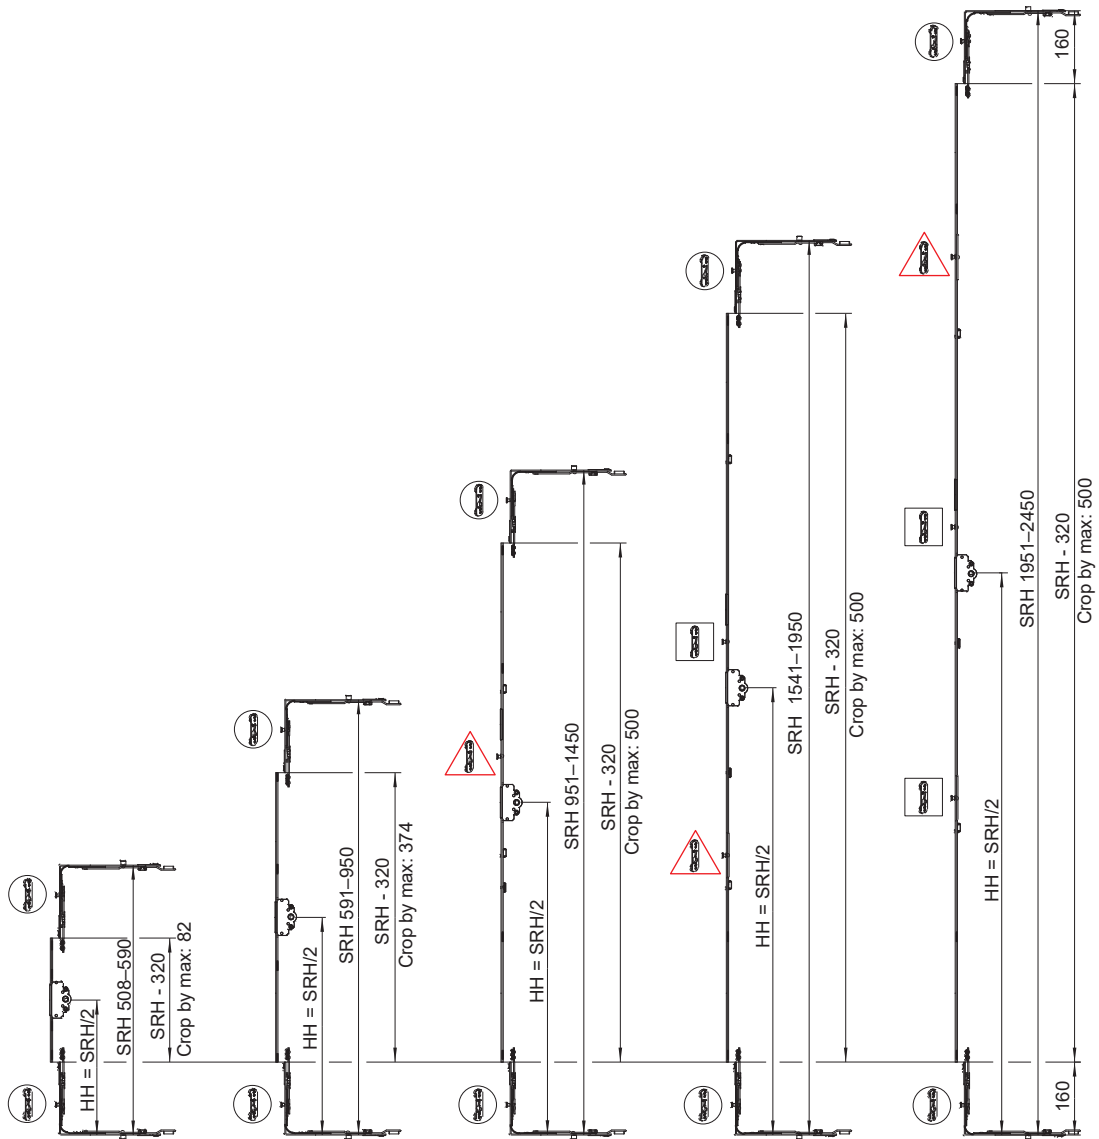 HH = SRH/2
SRH 508–590
SRH - 320
Crop by max: 82
HH = SRH/2
SRH 591–950
SRH - 320
Crop by max: 374
HH = SRH/2
SRH 951–1450
SRH - 320
Crop by max: 500
HH = SRH/2
SRH 1541–1950
SRH - 320
Crop by max: 500
HH = SRH/2
SRH 1951–2450
SRH - 320
Crop by max: 500
160
160